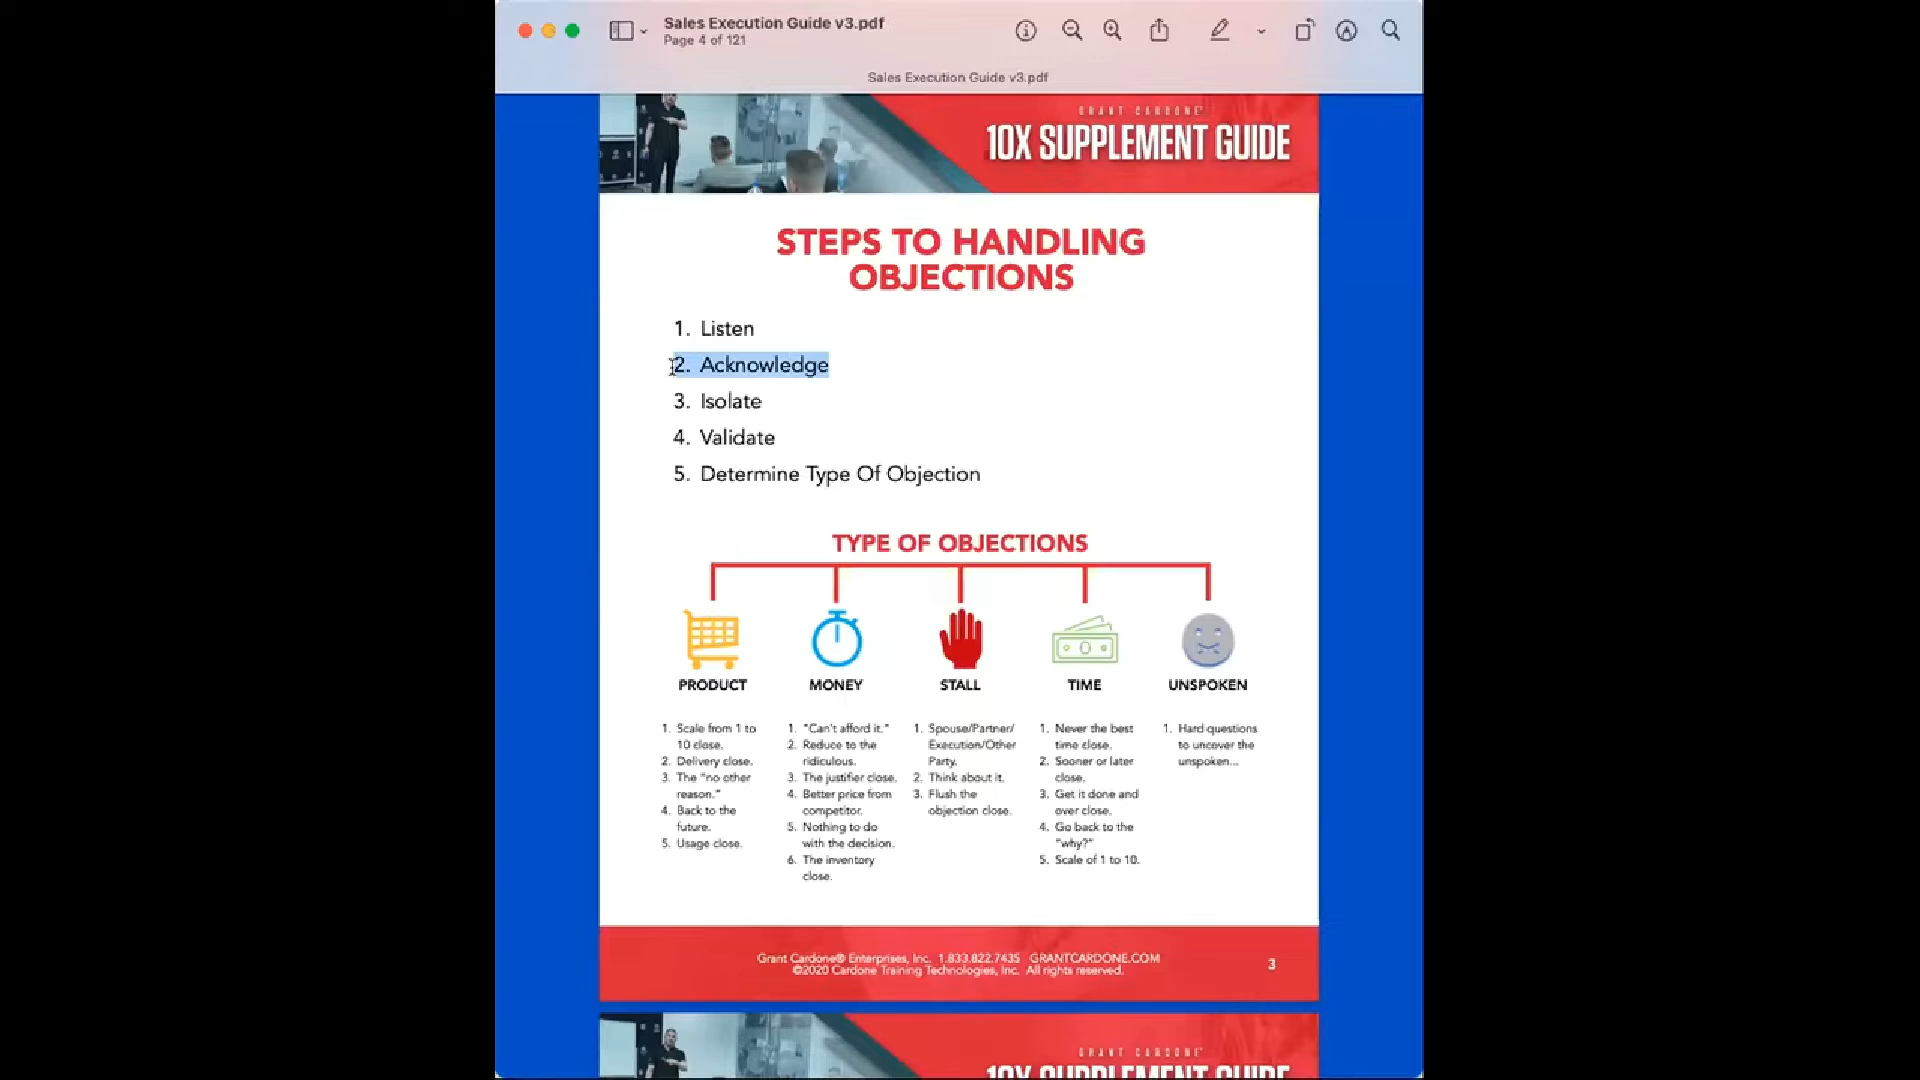 Sales Execution Guide v3.pdf
Page 4 of 121
Sales Execution Guide v3.pdf
GRANT CARDONE
10X SUPPLEMENT GUIDE
STEPS TO HANDLING
OBJECTIONS
1. Listen
2. Acknowledge
3. Isolate
4. Validate
5. Determine Type Of Objection
TYPE OF OBJECTIONS
PRODUCT
1. Scale from 1 to
10 close.
2. Delivery close.
3. The "no other
reason."
4. Back to the
future.
5. Usage close.
MONEY
1. "Can't afford it."
2. Reduce to the
ridiculous.
3. The justifier close.
4. Better price from
competitor.
5. Nothing to do
with the decision.
6. The inventory
close.
STALL
1. Spouse/Partner/
Execution/Other
Party.
2. Think about it.
3. Flush the
objection close.
TIME
1. Never the best
time close.
2. Sooner or later
close.
3. Get it done and
over close.
4. Go back to the
"why?"
5. Scale of 1 to 10.
UNSPOKEN
1. Hard questions
to uncover the
unspoken...
Grant Cardone® Enterprises, Inc. 1.833.822.7435 GRANTCARDONE.COM
©2020 Cardone Training Technologies, Inc. All rights reserved.
3
GRANT CARDONE
10X SUPPLEMENT GUIDE